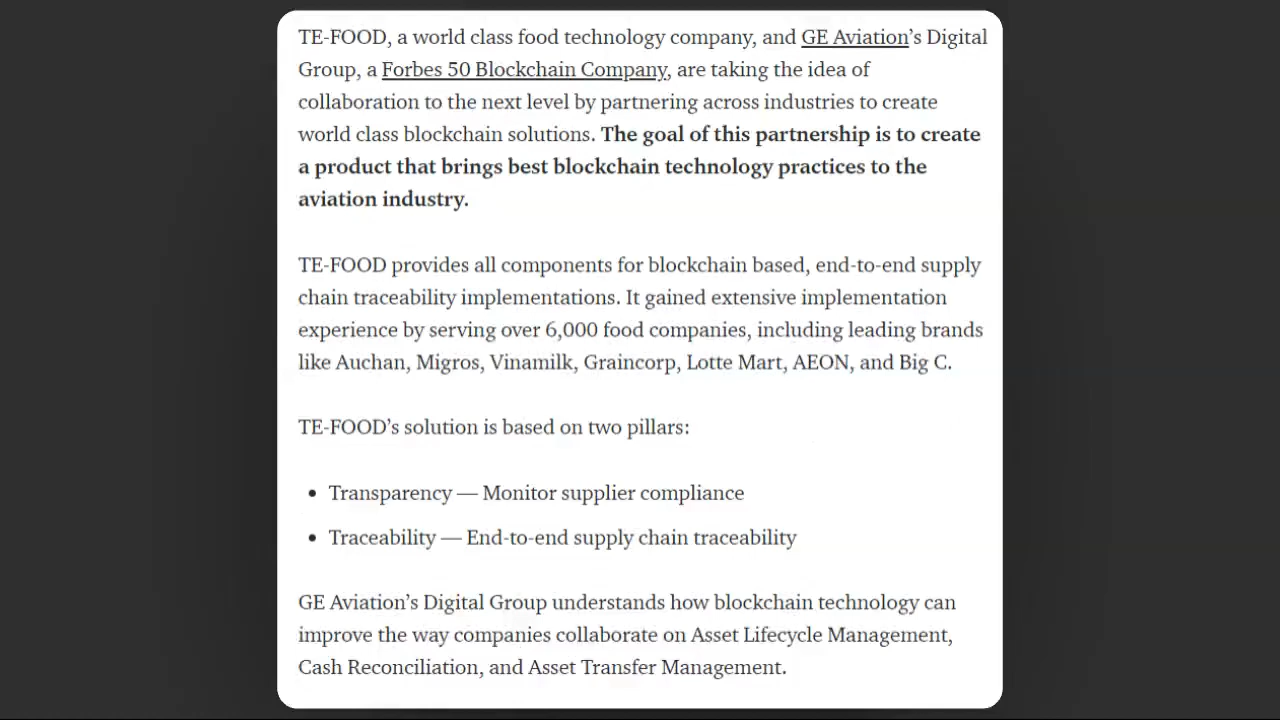 TE-FOOD, a world class food technology company, and GE Aviation’s Digital
Group, a Forbes 50 Blockchain Company, are taking the idea of
collaboration to the next level by partnering across industries to create
world class blockchain solutions. The goal of this partnership is to create
a product that brings best blockchain technology practices to the
aviation industry.
TE-FOOD provides all components for blockchain based, end-to-end supply
chain traceability implementations. It gained extensive implementation
experience by serving over 6,000 food companies, including leading brands
like Auchan, Migros, Vinamilk, Graincorp, Lotte Mart, AEON, and Big C.
TE-FOOD’s solution is based on two pillars:
• Transparency — Monitor supplier compliance
• Traceability — End-to-end supply chain traceability
GE Aviation’s Digital Group understands how blockchain technology can
improve the way companies collaborate on Asset Lifecycle Management,
Cash Reconciliation, and Asset Transfer Management.